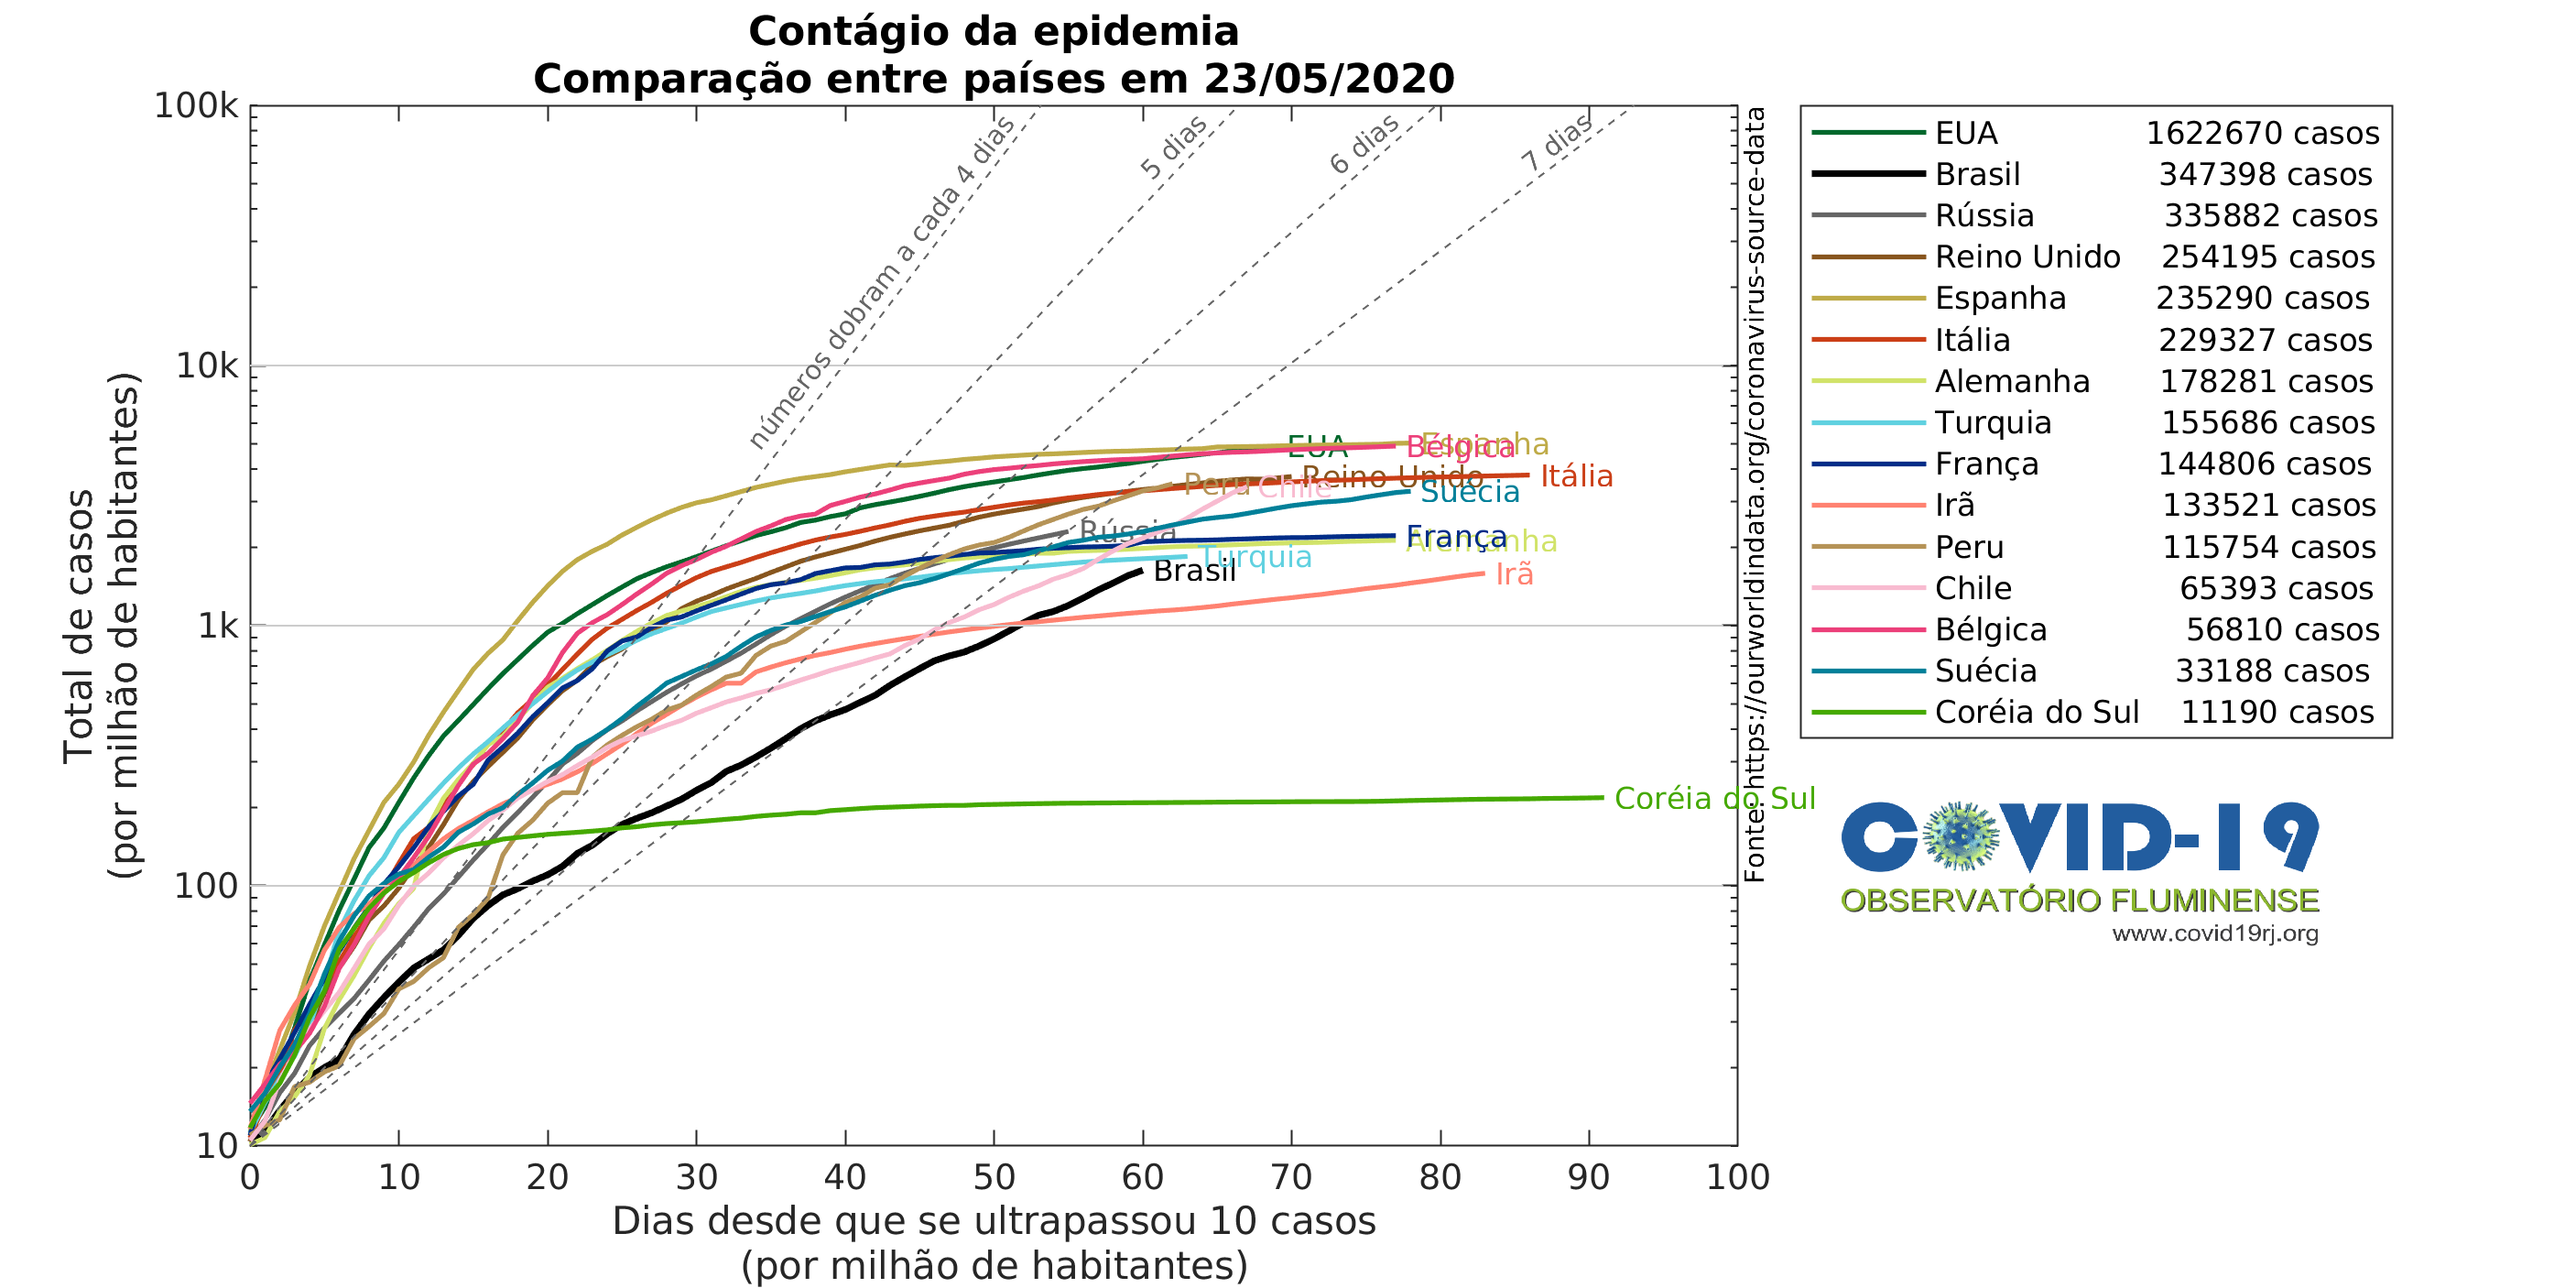 Contágio da epidemia
Comparação entre países em 23/05/2020
100k
10k
1k
100
10
Total de casos
(por milhão de habitantes)
0 10 20 30 40 50 60 70 80 90 100
Dias desde que se ultrapassou 10 casos
(por milhão de habitantes)
números dobram a cada 4 dias
5 dias
6 dias
7 dias
EUA
Espanha
Bélgica
Reino Unido
Itália
Peru
Chile
Suécia
Rússia
França
Alemanha
Turquia
Brasil
Irã
Coréia do Sul
Fonte: https://ourworldindata.org/coronavirus-source-data
EUA 1622670 casos
Brasil 347398 casos
Rússia 335882 casos
Reino Unido 254195 casos
Espanha 235290 casos
Itália 229327 casos
Alemanha 178281 casos
Turquia 155686 casos
França 144806 casos
Irã 133521 casos
Peru 115754 casos
Chile 65393 casos
Bélgica 56810 casos
Suécia 33188 casos
Coréia do Sul 11190 casos
COVID-19
OBSERVATÓRIO FLUMINENSE
www.covid19rj.org